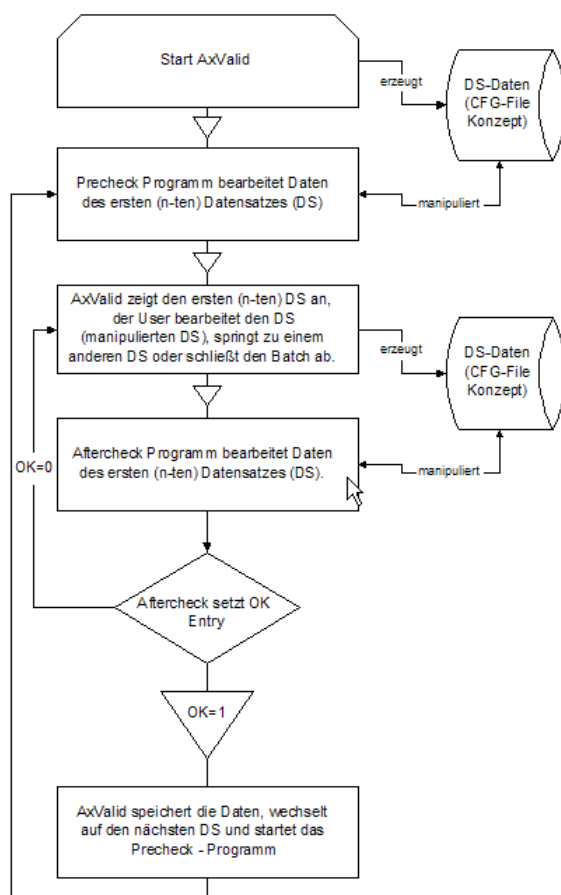 Start AxValid
erzeugt
DS-Daten
(CFG-File
Konzept)
Precheck Programm bearbeitet Daten
des ersten (n-ten) Datensatzes (DS)
manipuliert
AxValid zeigt den ersten (n-ten) DS an,
der User bearbeitet den DS
(manipulierten DS), springt zu einem
anderen DS oder schließt den Batch ab.
erzeugt
DS-Daten
(CFG-File
Konzept)
Aftercheck Programm bearbeitet Daten
des ersten (n-ten) Datensatzes (DS).
manipuliert
OK=0
Aftercheck setzt OK
Entry
OK=1
AxValid speichert die Daten, wechselt
auf den nächsten DS und startet das
Precheck - Programm